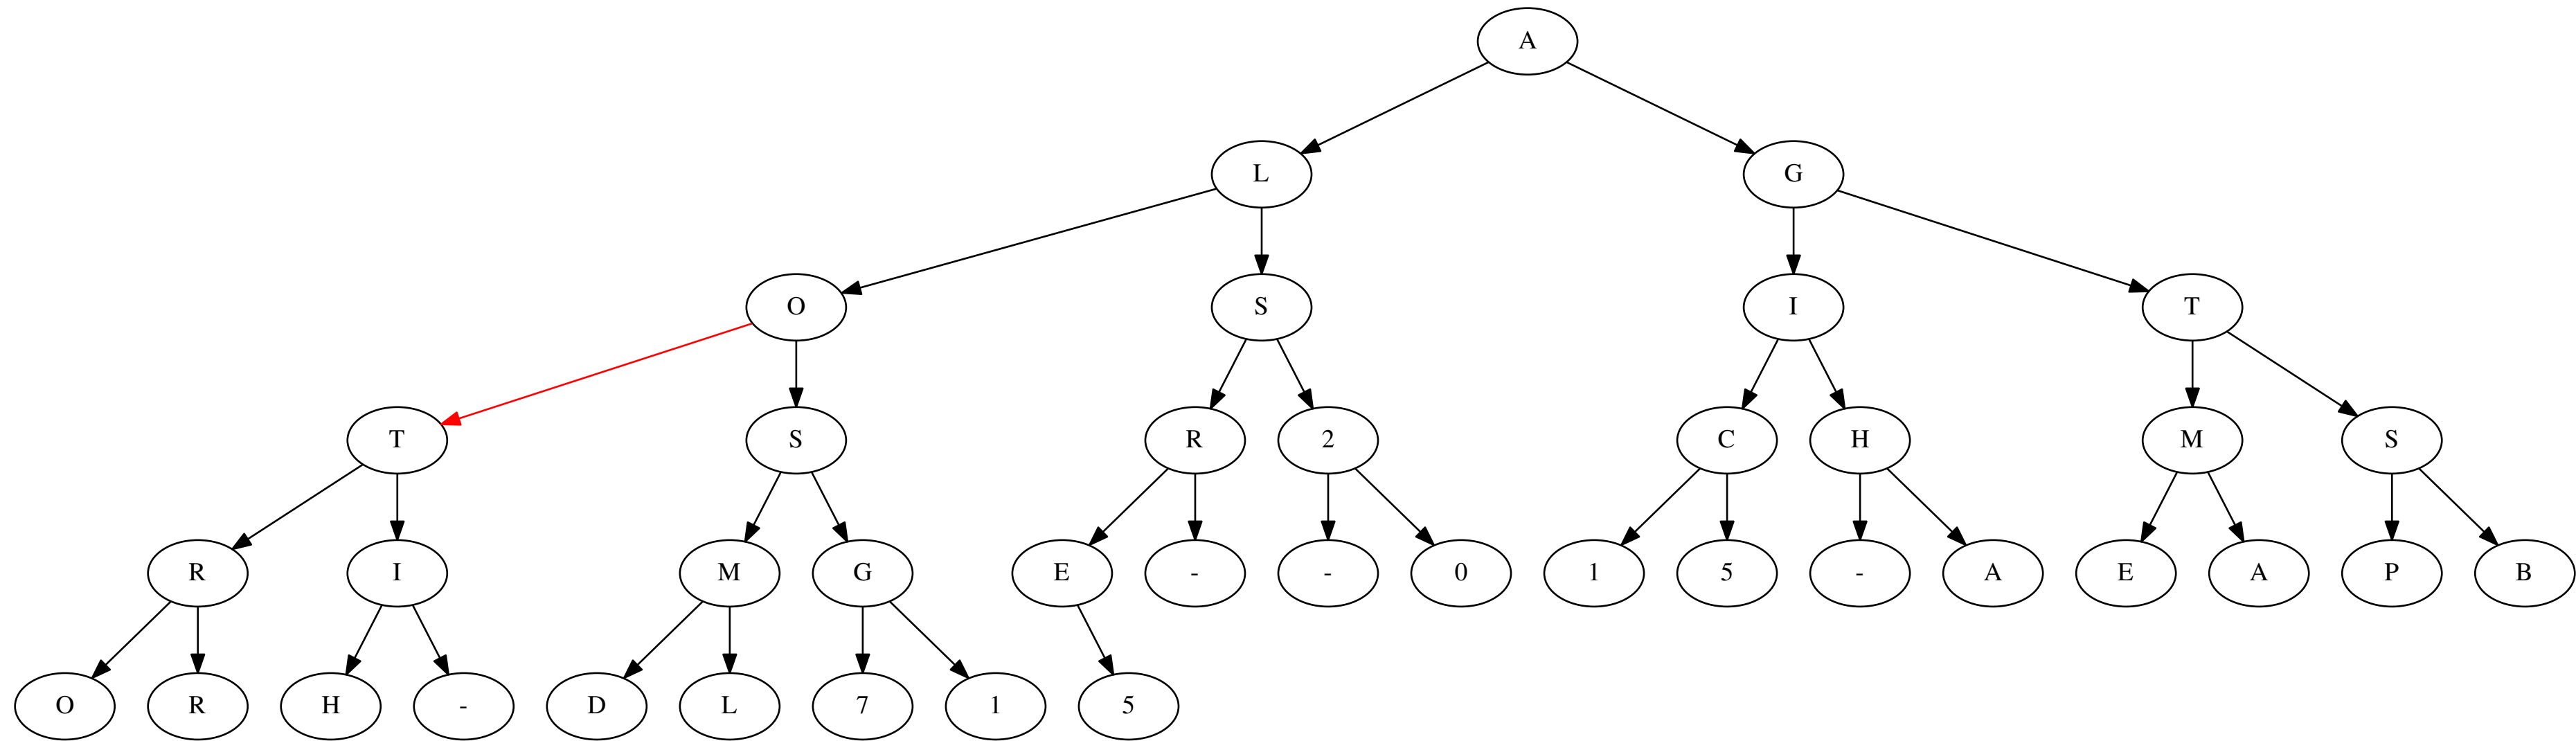 A
L G
O S I T
T S R 2 C H M S
R I M G E - - 0 1 5 - A E A P B
O R H - D L 7 1 5